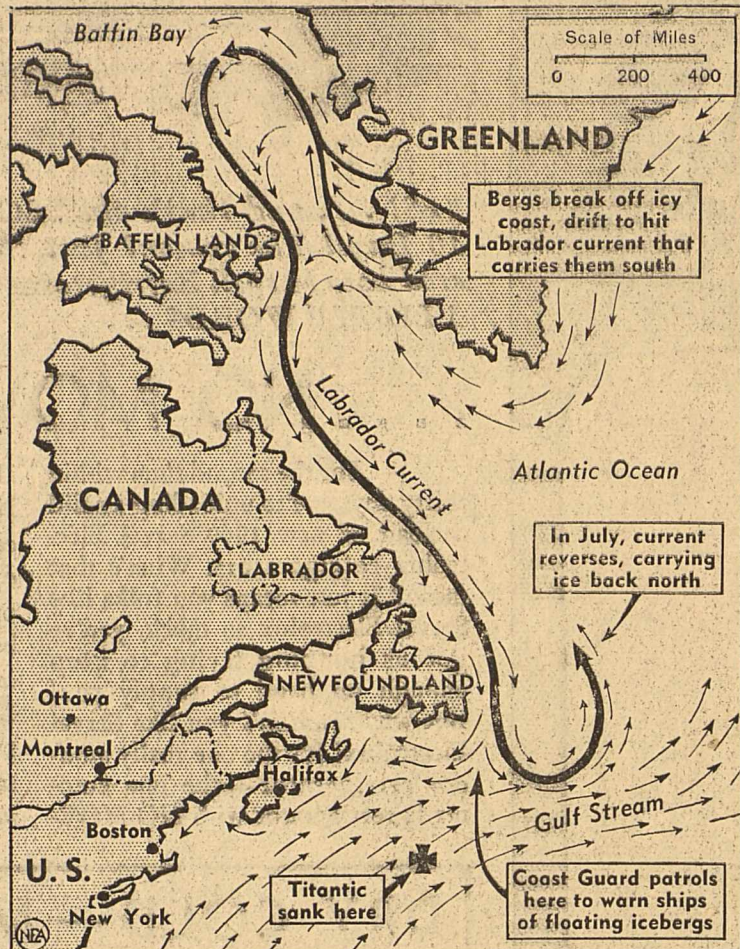 Baffin Bay
Scale of Miles
0 200 400
GREENLAND
Bergs break off icy
coast, drift to hit
Labrador current that
carries them south
BAFFIN LAND
Labrador Current
Atlantic Ocean
CANADA
In July, current
reverses, carrying
ice back north
LABRADOR
NEWFOUNDLAND
Ottawa
Montreal
Halifax
Gulf Stream
Boston
U.S.
Titantic
sank here
Coast Guard patrols
here to warn ships
of floating icebergs
New York
NEA